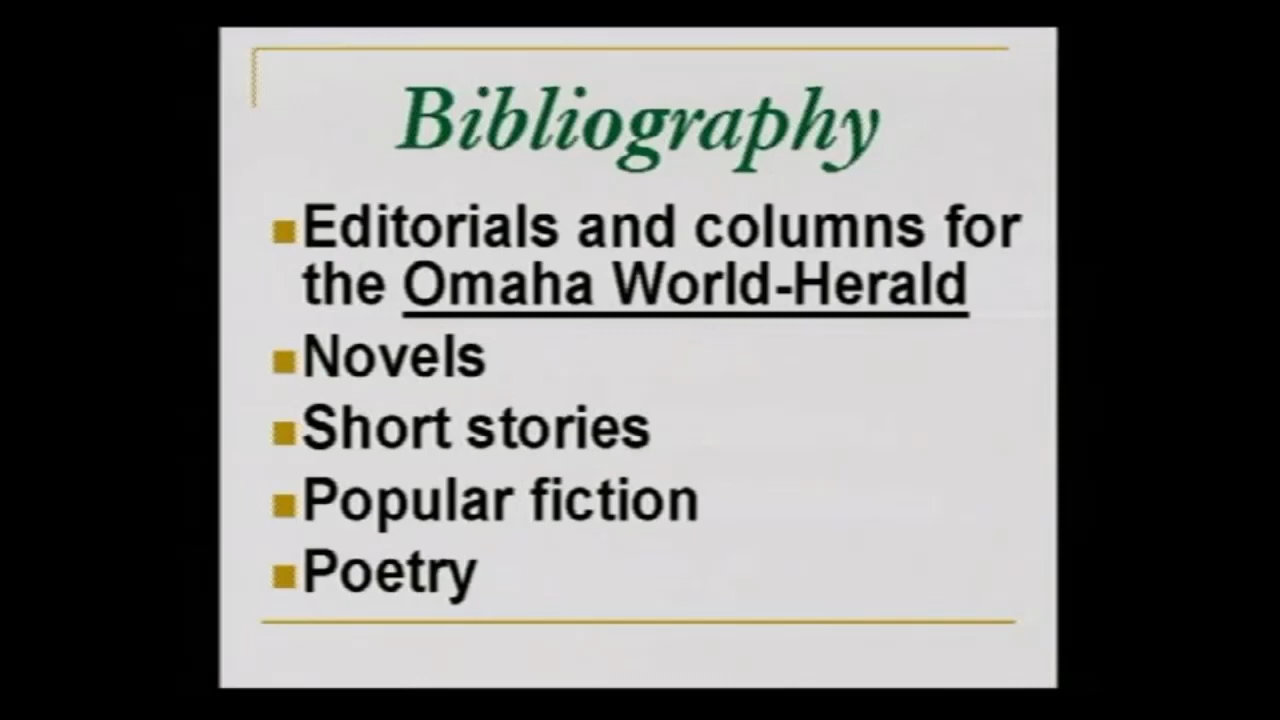 Bibliography
Editorials and columns for
the Omaha World-Herald
Novels
Short stories
Popular fiction
Poetry